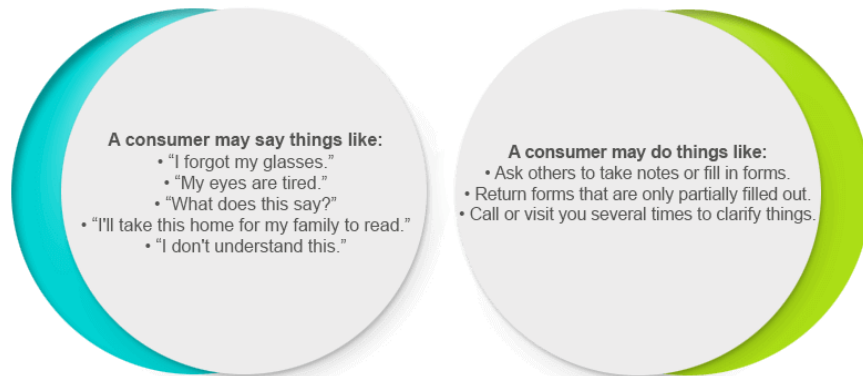 A consumer may say things like:
• “I forgot my glasses.”
• “My eyes are tired.”
• “What does this say?”
• “I'll take this home for my family to read.”
• “I don't understand this.”
A consumer may do things like:
• Ask others to take notes or fill in forms.
• Return forms that are only partially filled out.
• Call or visit you several times to clarify things.